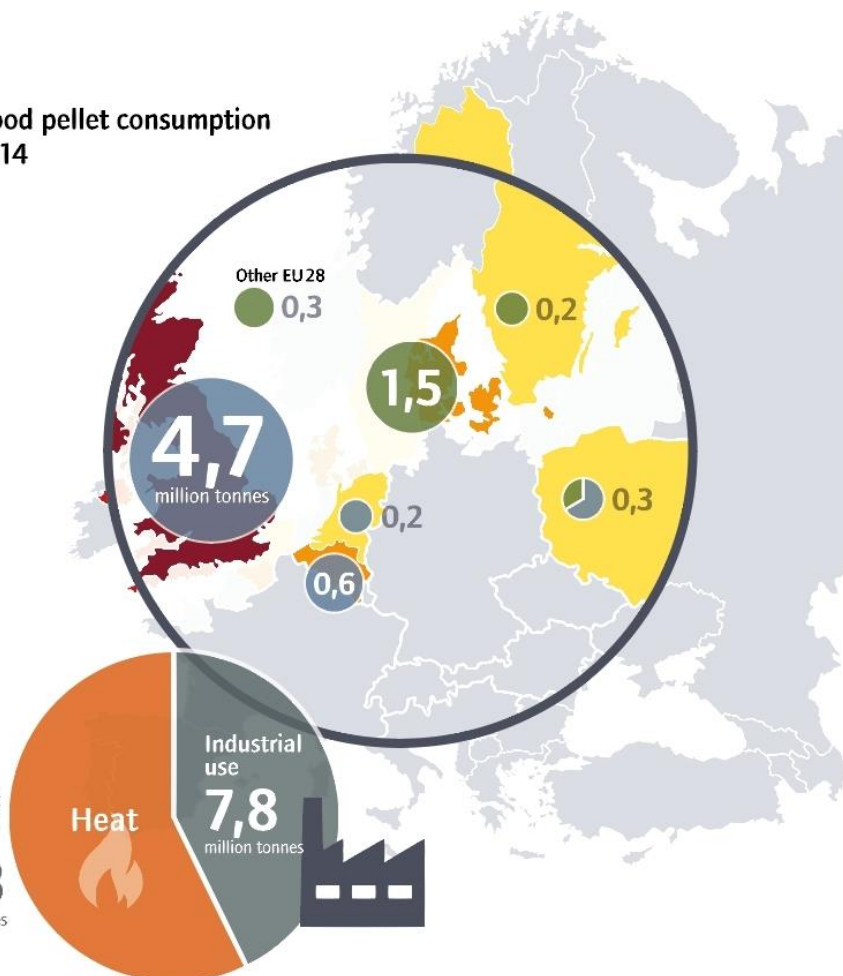 pellet consumption
14
Other EU 28
0,3
0,2
1,5
4,7
million tonnes
0,2
0,3
0,6
Industrial
use
7,8
million tonnes
Heat